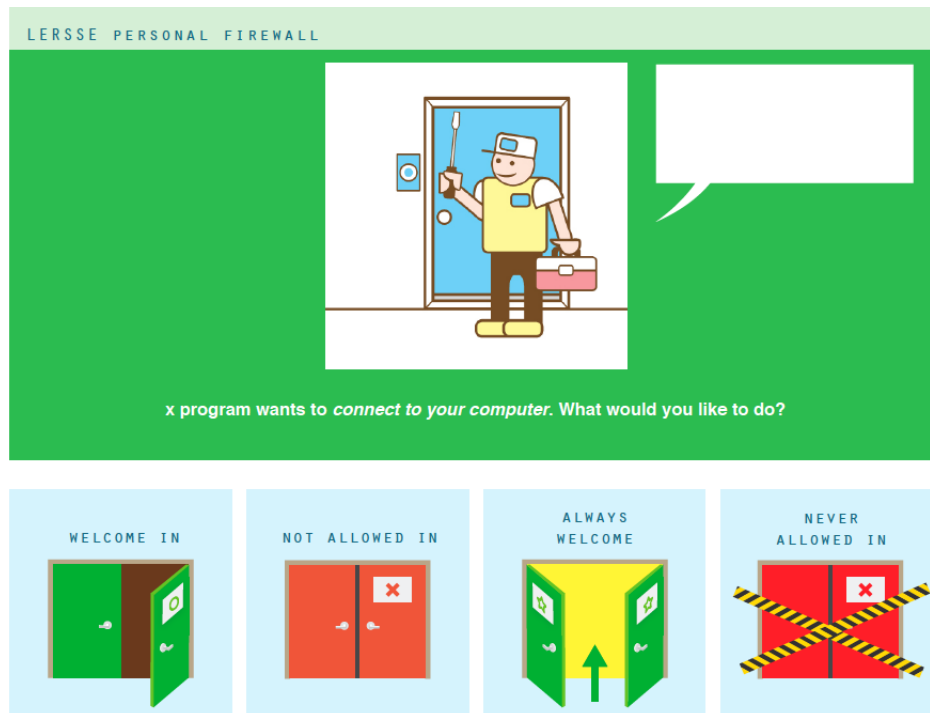 LERSSE PERSONAL FIREWALL
x program wants to connect to your computer. What would you like to do?
WELCOME IN
NOT ALLOWED IN
ALWAYS
WELCOME
NEVER
ALLOWED IN